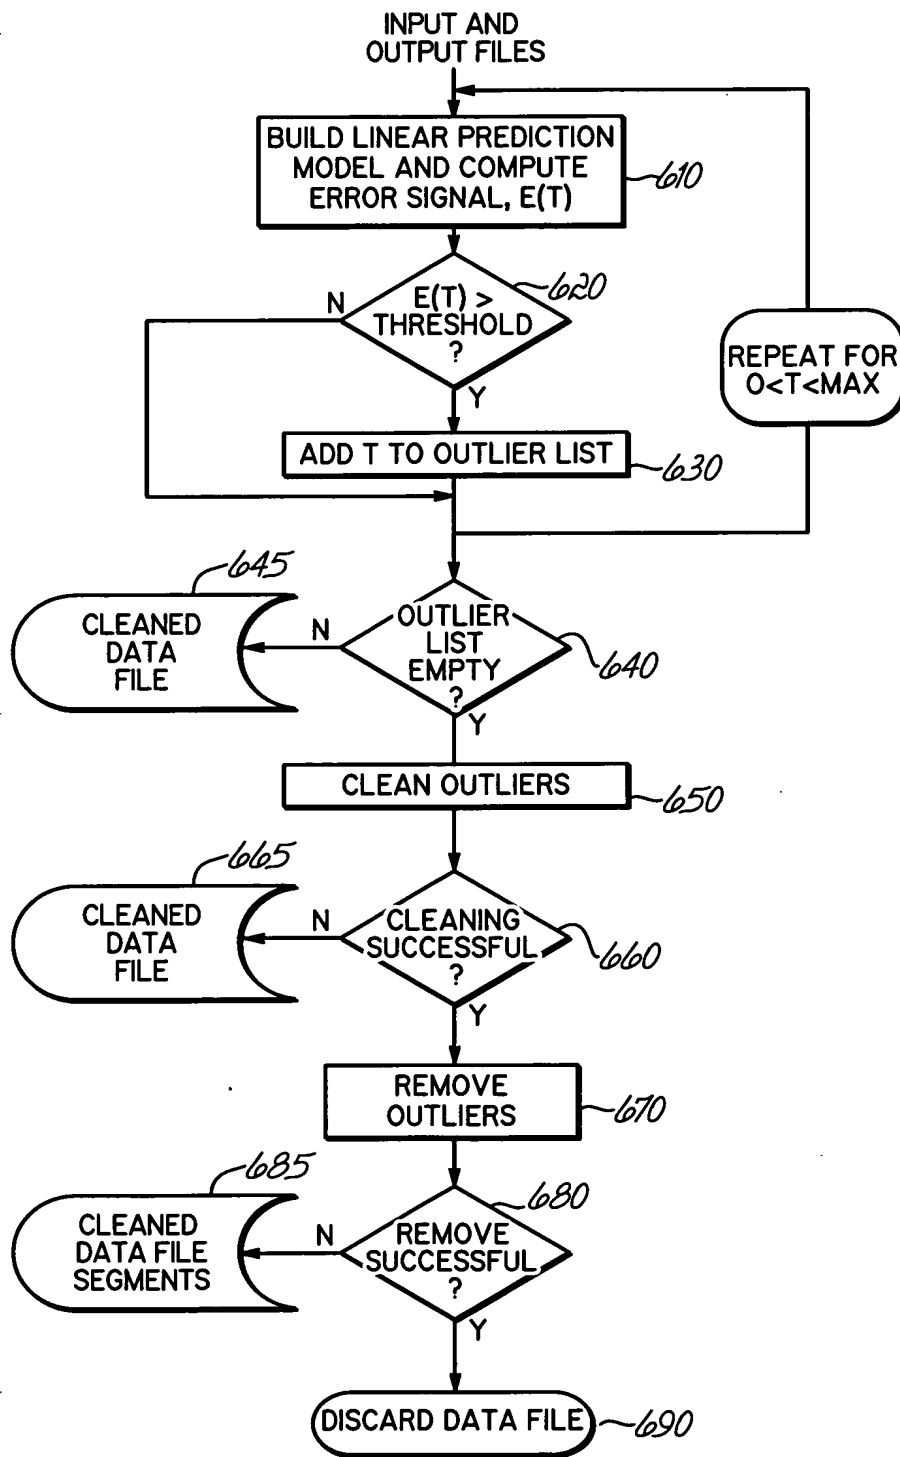 INPUT AND
OUTPUT FILES
BUILD LINEAR PREDICTION
MODEL AND COMPUTE
ERROR SIGNAL, E(T)
610
E(T) >
THRESHOLD
?
620
N
Y
REPEAT FOR
0<T<MAX
ADD T TO OUTLIER LIST
630
645
CLEANED
DATA
FILE
N
OUTLIER
LIST
EMPTY
?
640
Y
CLEAN OUTLIERS
650
665
CLEANED
DATA
FILE
N
CLEANING
SUCCESSFUL
?
660
Y
REMOVE
OUTLIERS
670
685
CLEANED
DATA FILE
SEGMENTS
N
680
REMOVE
SUCCESSFUL
?
Y
DISCARD DATA FILE
690